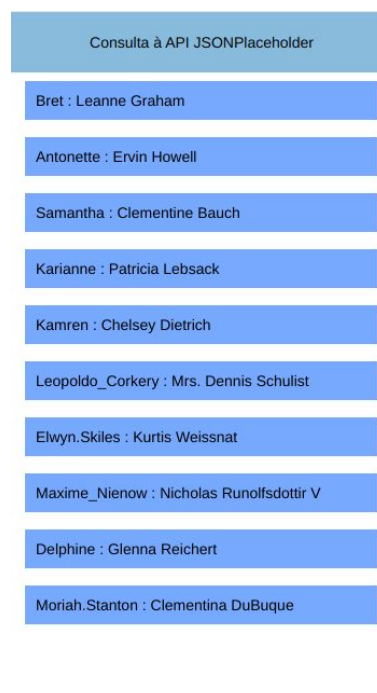 Consulta à API JSONPlaceholder
Bret : Leanne Graham
Antonette : Ervin Howell
Samantha : Clementine Bauch
Karianne : Patricia Lebsack
Kamren : Chelsey Dietrich
Leopoldo_Corkery : Mrs. Dennis Schulist
Elwyn.Skiles : Kurtis Weissnat
Maxime_Nienow : Nicholas Runolfsdottir V
Delphine : Glenna Reichert
Moriah.Stanton : Clementina DuBuque